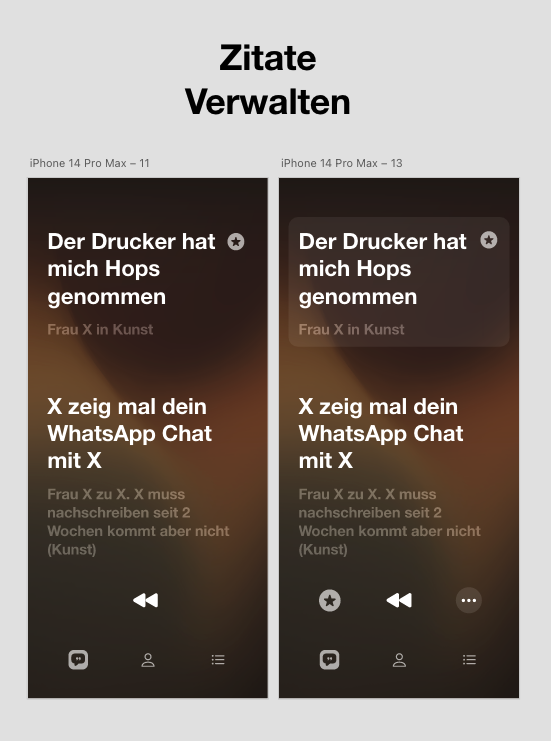 Zitate
Verwalten
iPhone 14 Pro Max – 11
Der Drucker hat
mich Hops
genommen
Frau X in Kunst
X zeig mal dein
WhatsApp Chat
mit X
Frau X zu X. X muss
nachschreiben seit 2
Wochen kommt aber nicht
(Kunst)
iPhone 14 Pro Max – 13
Der Drucker hat
mich Hops
genommen
Frau X in Kunst
X zeig mal dein
WhatsApp Chat
mit X
Frau X zu X. X muss
nachschreiben seit 2
Wochen kommt aber nicht
(Kunst)